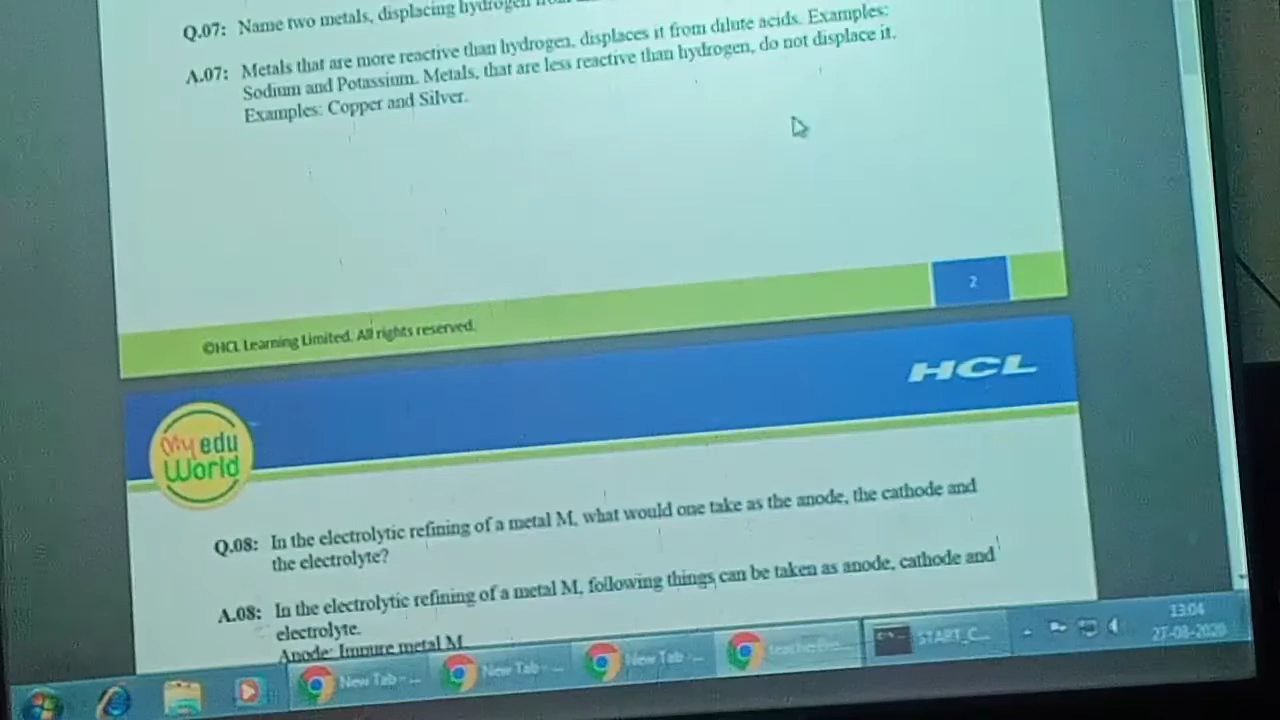 Q.07: Name two metals, displacing hydrogen from
A.07: Metals that are more reactive than hydrogen, displaces it from dilute acids. Examples:
Sodium and Potassium. Metals, that are less reactive than hydrogen, do not displace it.
Examples: Copper and Silver.
2
©HCL Learning Limited. All rights reserved.
HCL
My edu
World
Q.08: In the electrolytic refining of a metal M, what would one take as the anode, the cathode and
the electrolyte?
A.08: In the electrolytic refining of a metal M, following things can be taken as anode, cathode and
electrolyte.
Anode: Impure metal M
New Tab - ...
New Tab - ...
New Tab - ...
START_C...
13:04
27-08-2020